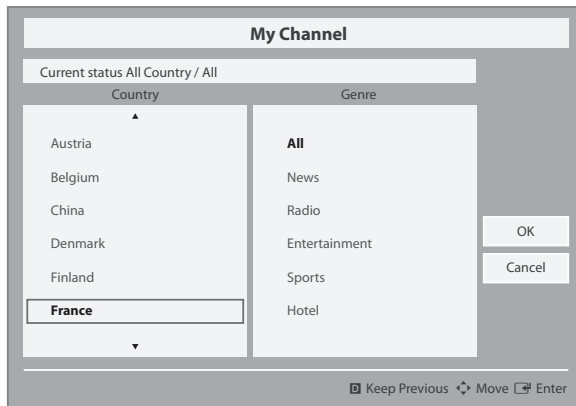 My Channel
Current status All Country / All
Country
Genre
Austria
Belgium
China
Denmark
Finland
France
All
News
Radio
Entertainment
Sports
Hotel
OK
Cancel
D Keep Previous Move Enter